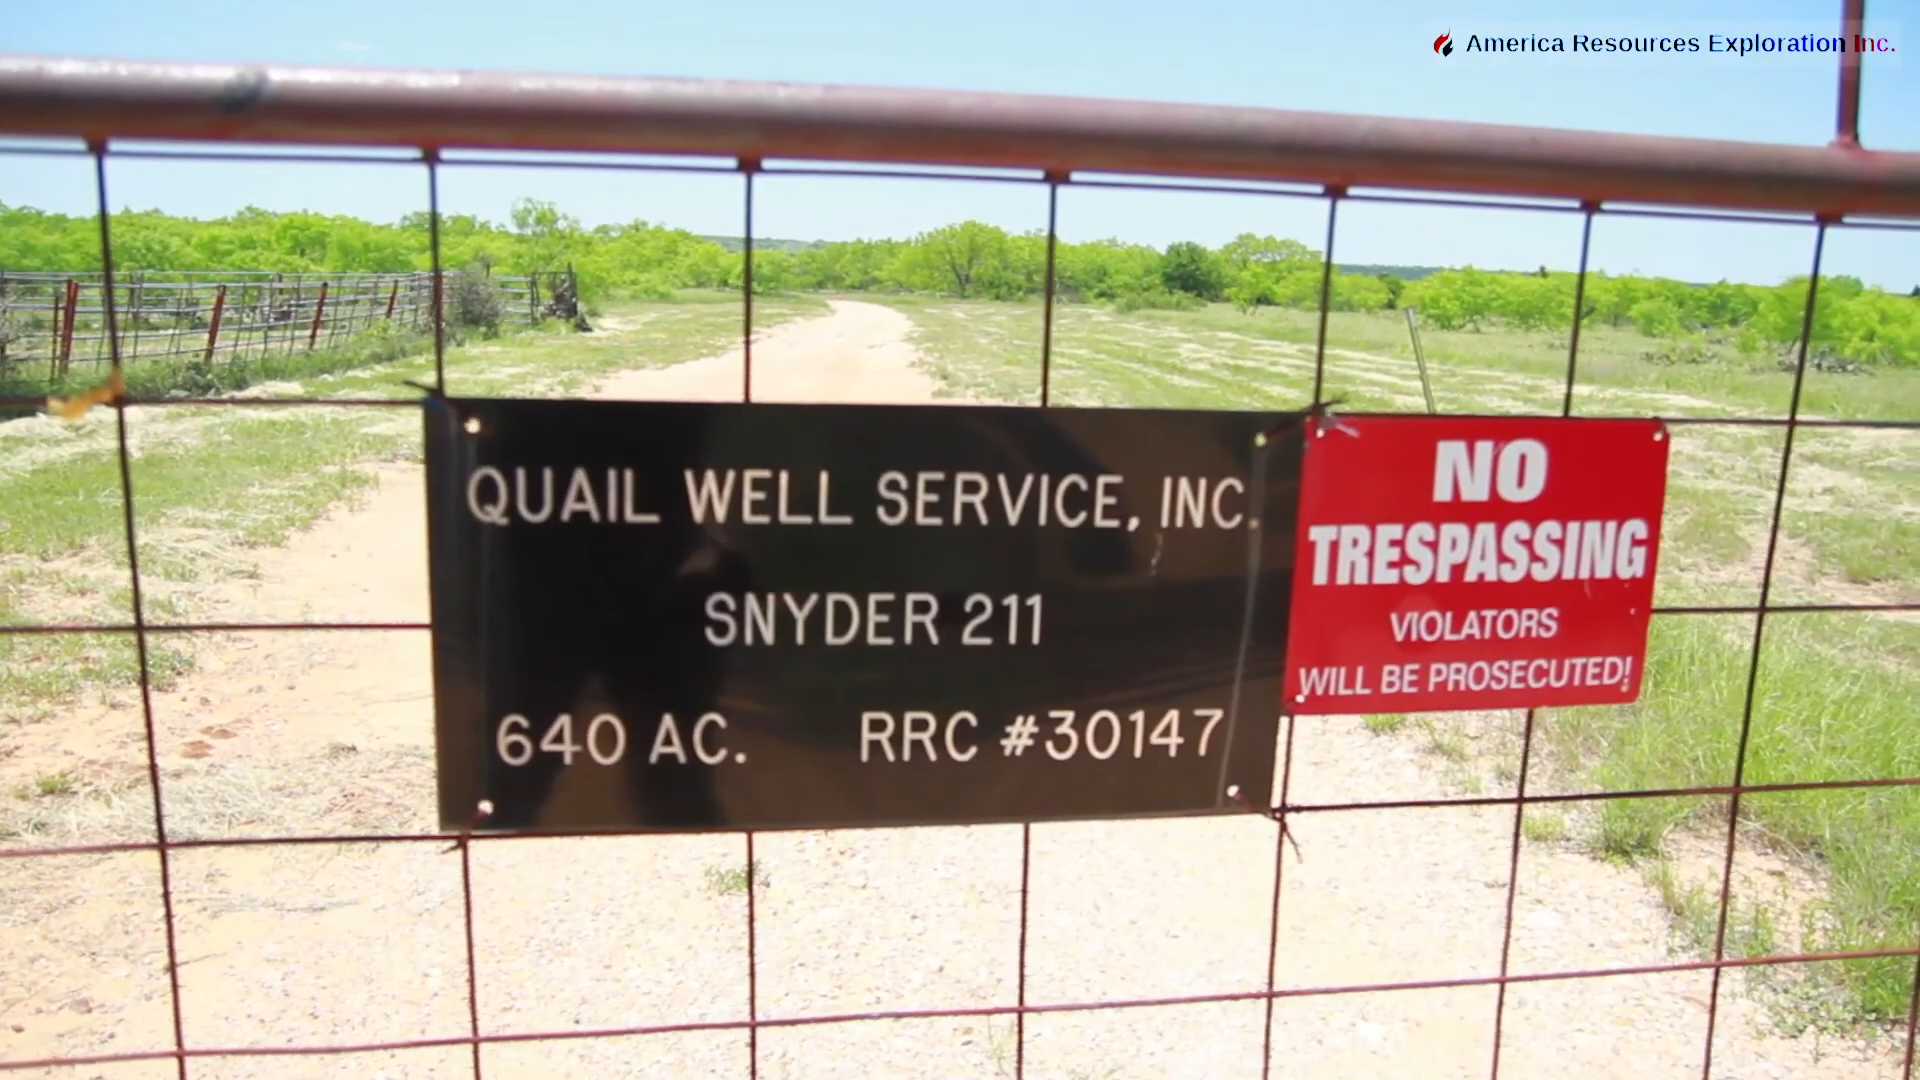 America Resources Exploration Inc.
QUAIL WELL SERVICE, INC.
SNYDER 211
640 AC. RRC #30147
NO
TRESPASSING
VIOLATORS
WILL BE PROSECUTED!